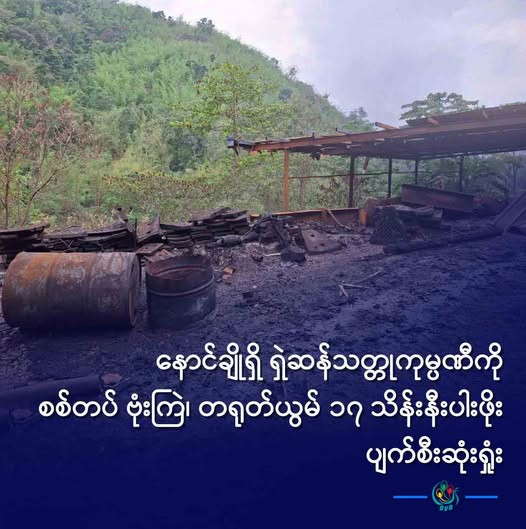 နောင်ချိုရှိ ရှဲဆန်သတ္တုကုမ္ပဏီကို
စစ်တပ် ဗုံးကြဲ၊ တရုတ်ယွမ် ၁၇ သိန်းနီးပါးဖိုး
ပျက်စီးဆုံးရှုံး